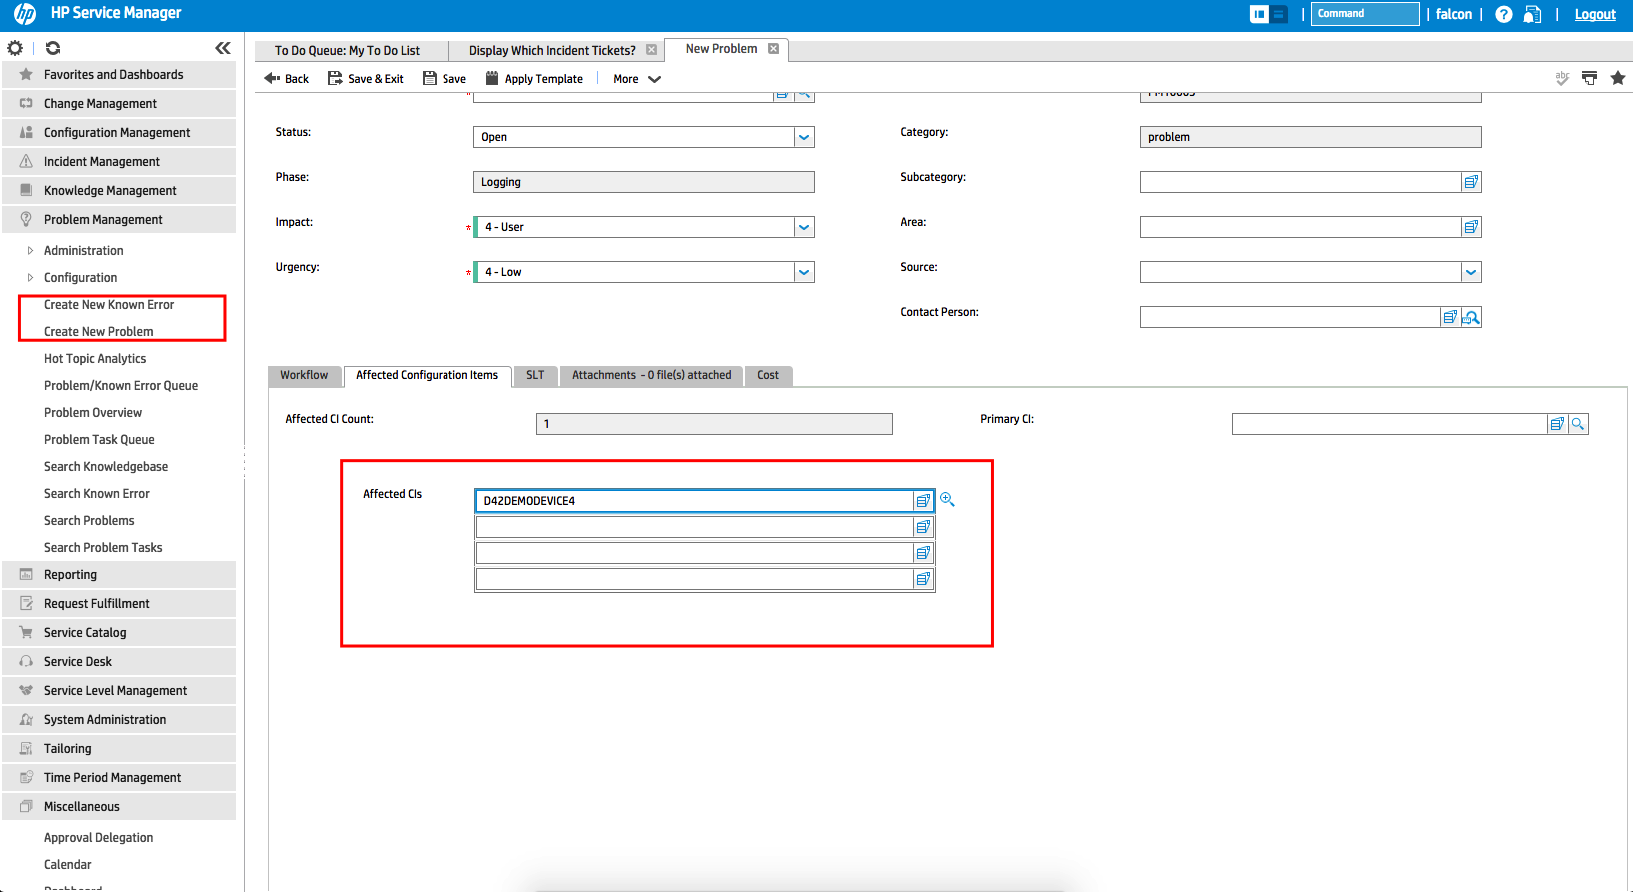 HP Service Manager
Command
falcon
Logout
Favorites and Dashboards
Change Management
Configuration Management
Incident Management
Knowledge Management
Problem Management
Administration
Configuration
Create New Known Error
Create New Problem
Hot Topic Analytics
Problem/Known Error Queue
Problem Overview
Problem Task Queue
Search Knowledgebase
Search Known Error
Search Problems
Search Problem Tasks
Reporting
Request Fulfillment
Service Catalog
Service Desk
Service Level Management
System Administration
Tailoring
Time Period Management
Miscellaneous
Approval Delegation
Calendar
To Do Queue: My To Do List
Display Which Incident Tickets?
New Problem
Back
Save & Exit
Save
Apply Template
More
abc
Status:
Open
Category:
problem
Phase:
Logging
Subcategory:
Impact:
* 4 - User
Area:
Urgency:
* 4 - Low
Source:
Contact Person:
Workflow
Affected Configuration Items
SLT
Attachments - 0 file(s) attached
Cost
Affected CI Count:
1
Primary CI:
Affected CIs
D42DEMODEVICE4